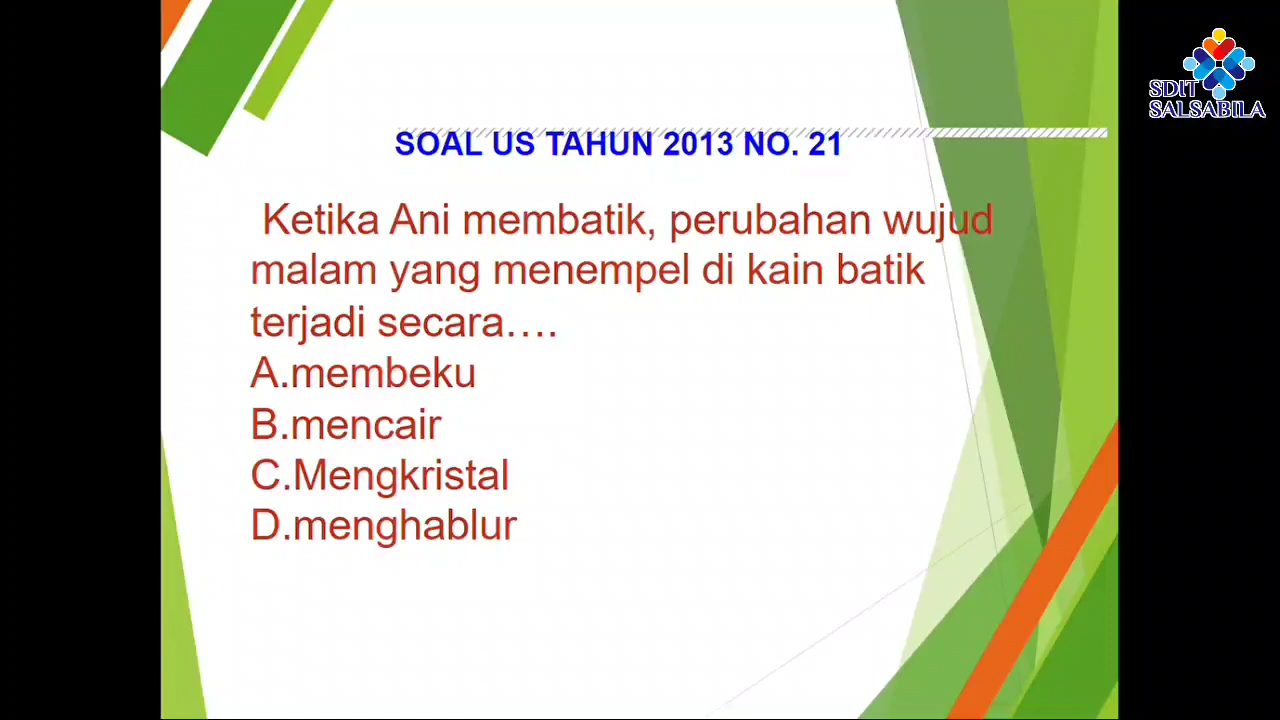 SDIT
SALSABILA
SOAL US TAHUN 2013 NO. 21
Ketika Ani membatik, perubahan wujud
malam yang menempel di kain batik
terjadi secara….
A.membeku
B.mencair
C.Mengkristal
D.menghablur